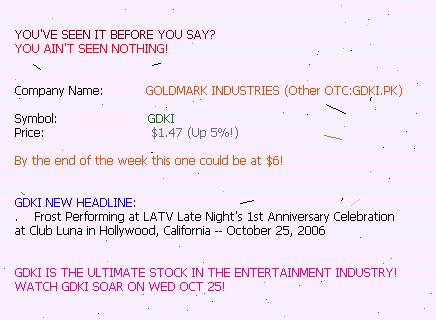 YOU'VE SEEN IT BEFORE YOU SAY?
YOU AIN'T SEEN NOTHING!
Company Name: GOLDMARK INDUSTRIES (Other OTC:GDKI.PK)
Symbol: GDKI
Price: $1.47 (Up 5%!)
By the end of the week this one could be at $6!
GDKI NEW HEADLINE:
. Frost Performing at LATV Late Night's 1st Anniversary Celebration
at Club Luna in Hollywood, California -- October 25, 2006
GDKI IS THE ULTIMATE STOCK IN THE ENTERTAINMENT INDUSTRY!
WATCH GDKI SOAR ON WED OCT 25!